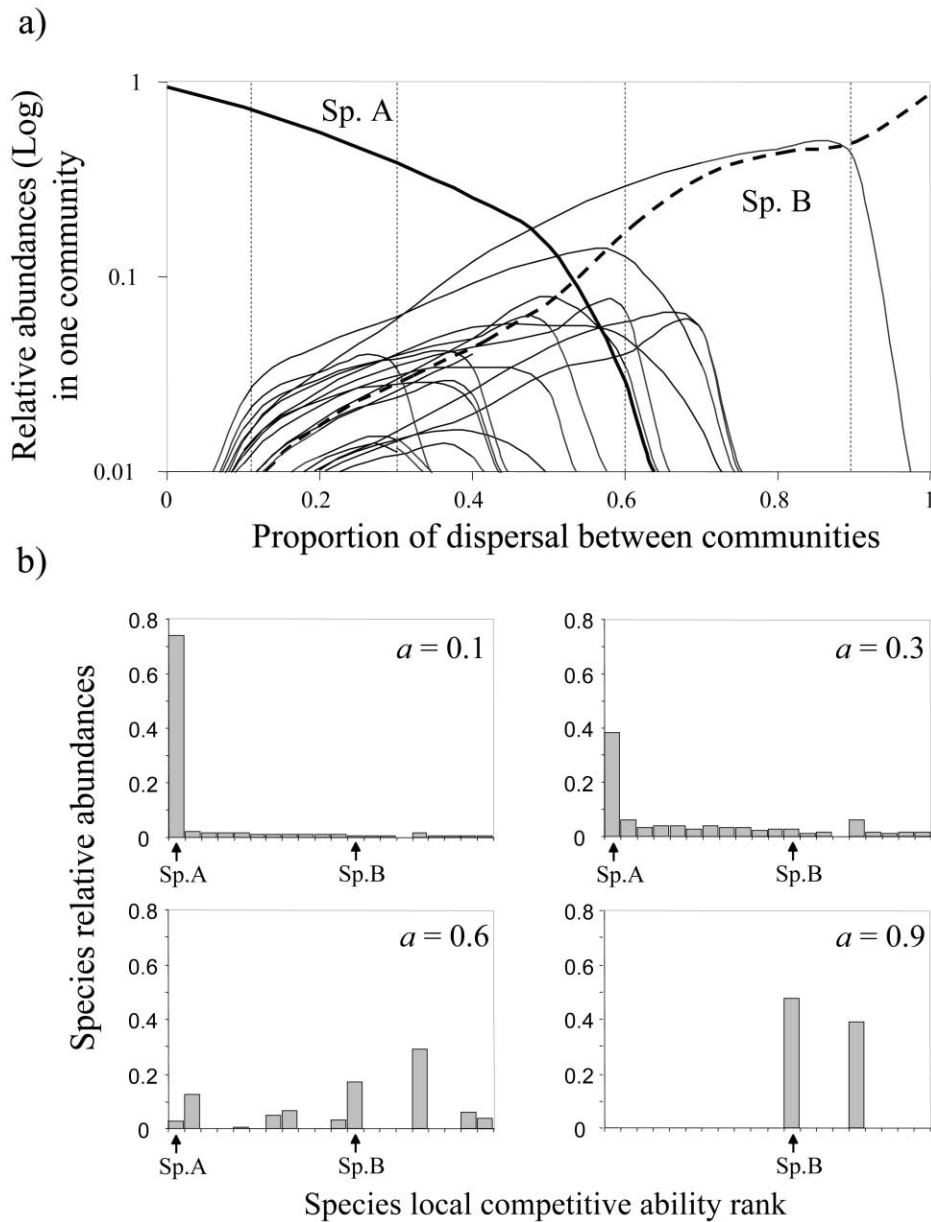 a)
Relative abundances (Log)
in one community
1
0.1
0.01
Sp. A
Sp. B
0 0.2 0.4 0.6 0.8 1
Proportion of dispersal between communities
b)
Species relative abundances
0.8
0.6
0.4
0.2
0
a = 0.1
Sp.A Sp.B
0.8
0.6
0.4
0.2
0
a = 0.3
Sp.A Sp.B
0.8
0.6
0.4
0.2
0
a = 0.6
Sp.A Sp.B
0.8
0.6
0.4
0.2
0
a = 0.9
Sp.B
Species local competitive ability rank